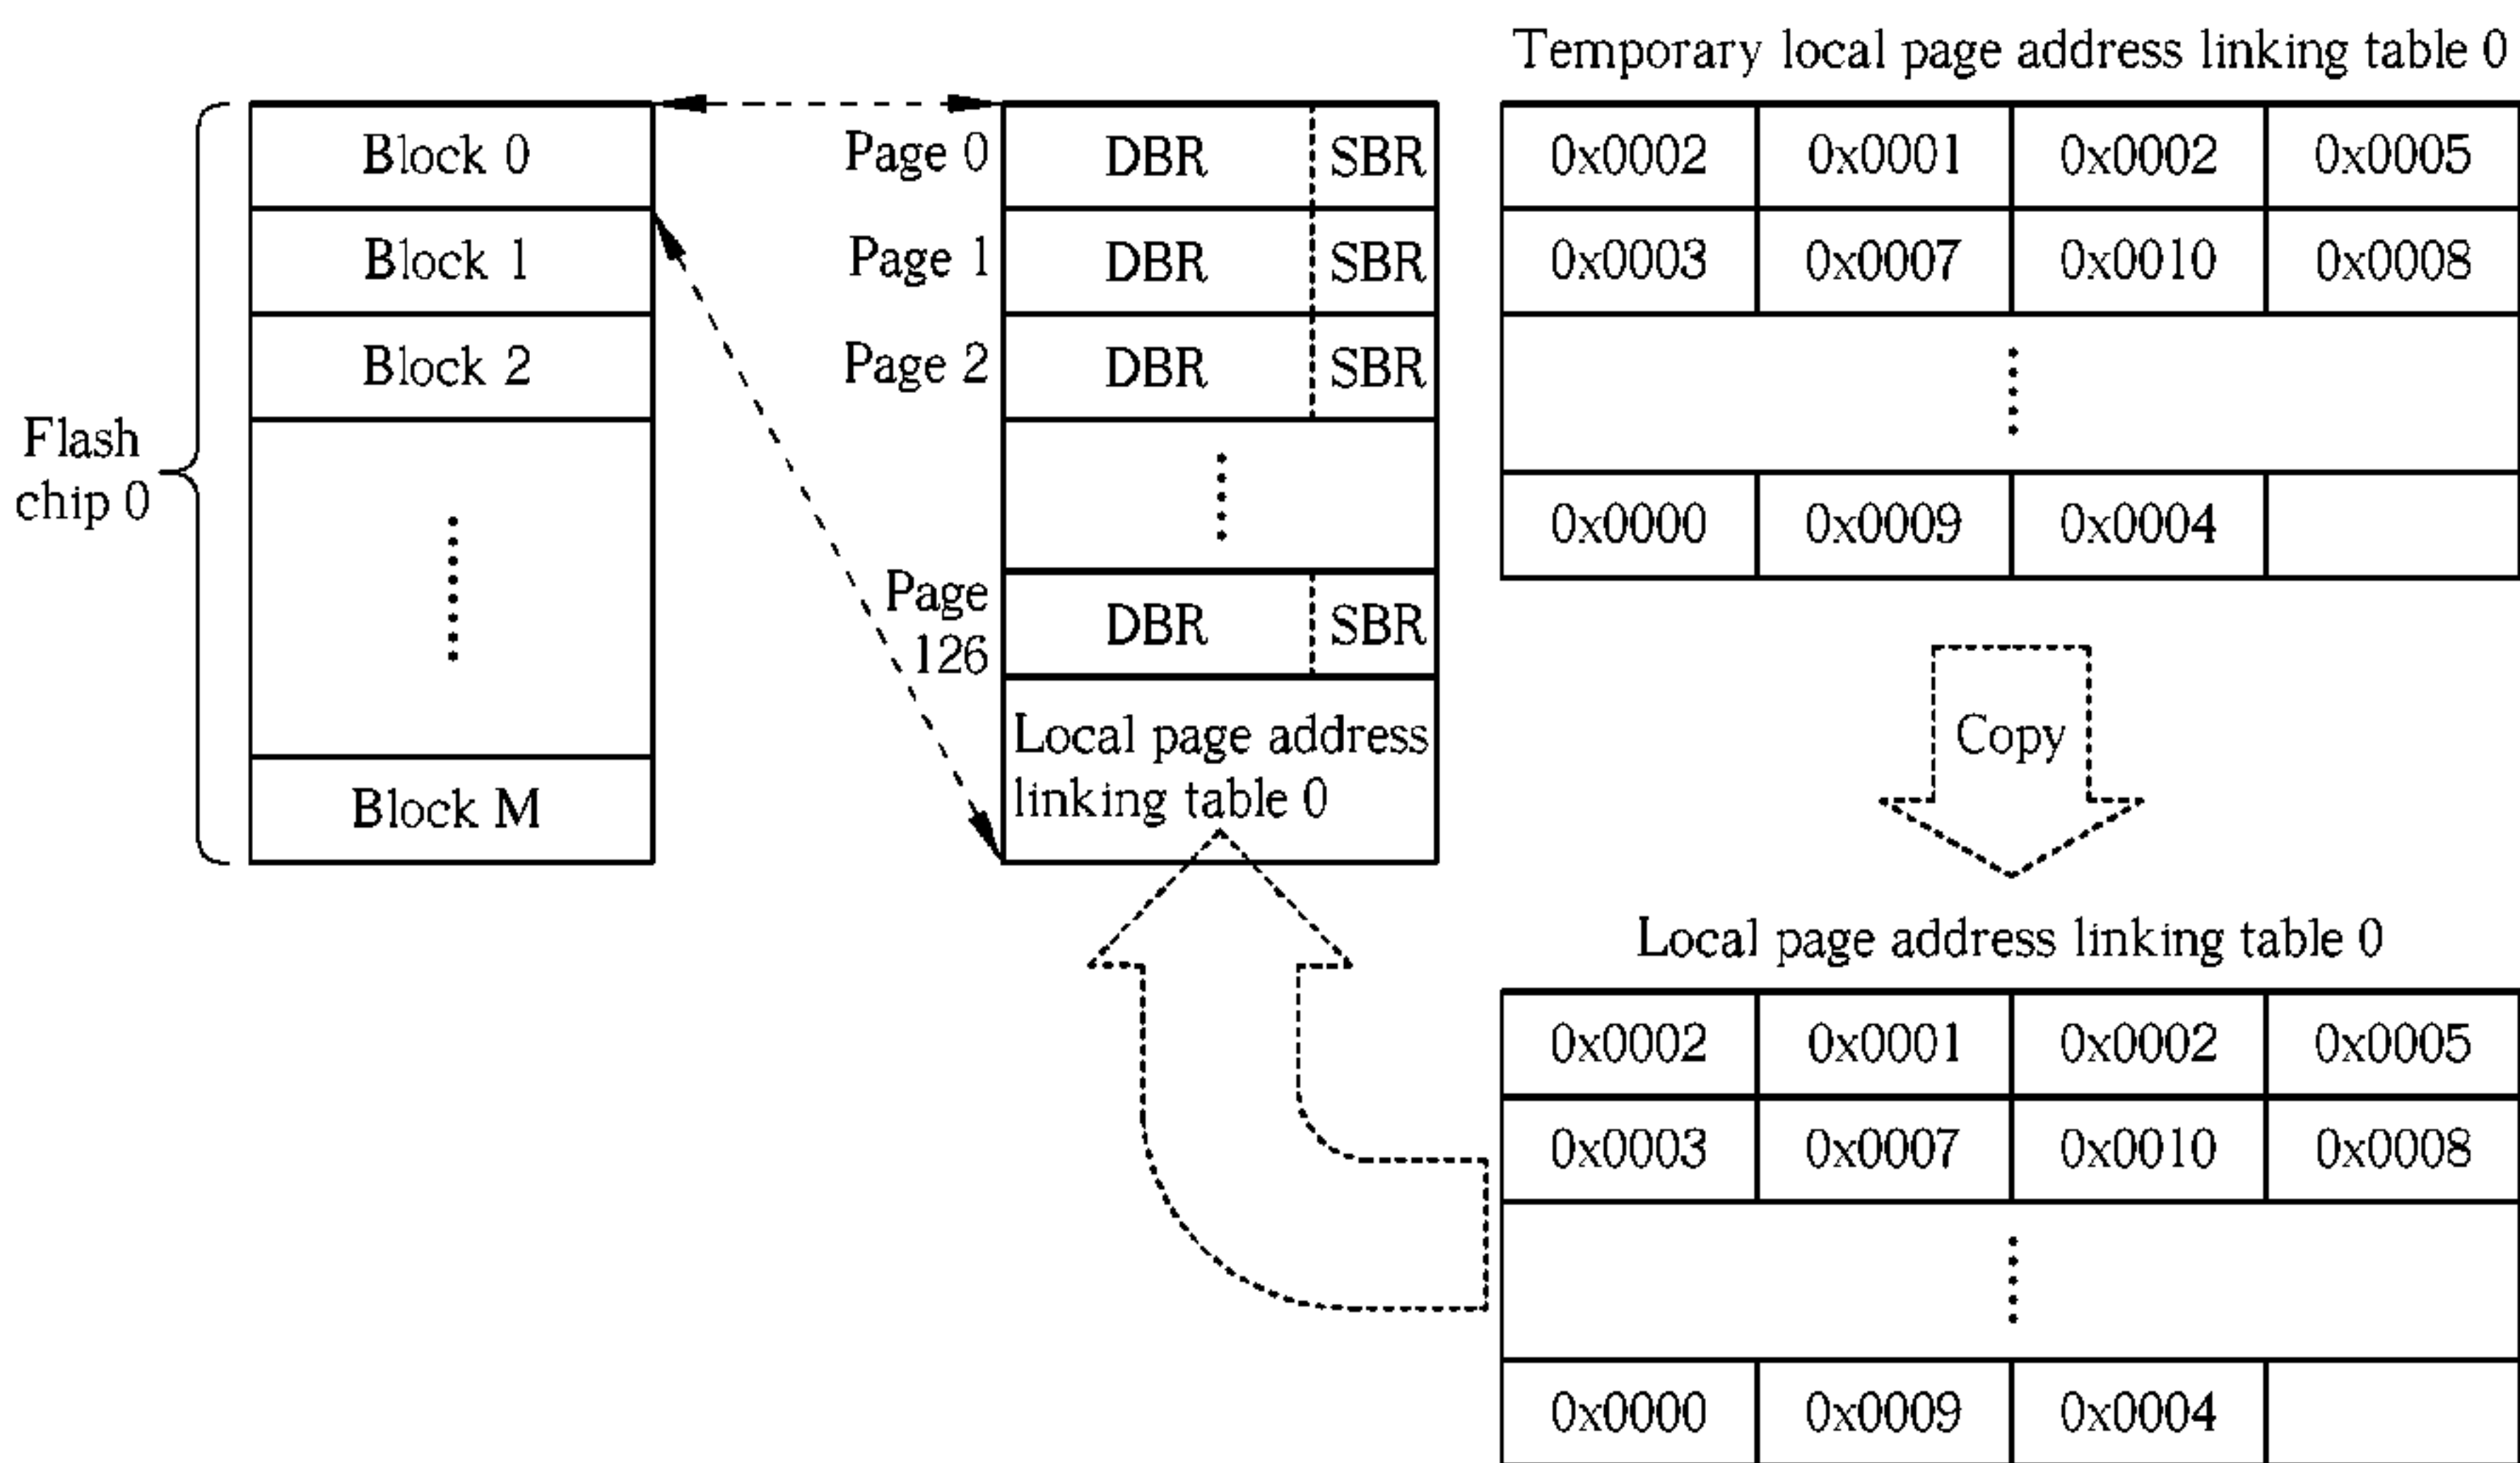 Flash
chip 0
Block 0
Block 1
Block 2
Block M
Page 0 DBR SBR
Page 1 DBR SBR
Page 2 DBR SBR
Page
126
DBR SBR
Local page address
linking table 0
Temporary local page address linking table 0
0x0002 0x0001 0x0002 0x0005
0x0003 0x0007 0x0010 0x0008
0x0000 0x0009 0x0004
Copy
Local page address linking table 0
0x0002 0x0001 0x0002 0x0005
0x0003 0x0007 0x0010 0x0008
0x0000 0x0009 0x0004